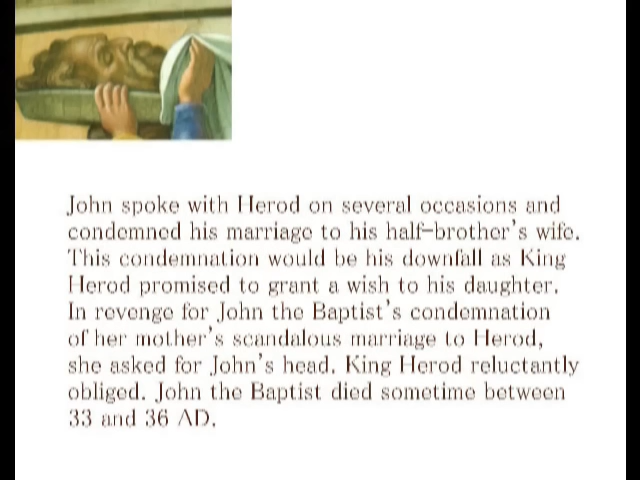 John spoke with Herod on several occasions and
condemned his marriage to his half-brother's wife.
This condemnation would be his downfall as King
Herod promised to grant a wish to his daughter.
In revenge for John the Baptist's condemnation
of her mother's scandalous marriage to Herod,
she asked for John's head. King Herod reluctantly
obliged. John the Baptist died sometime between
33 and 36 AD.